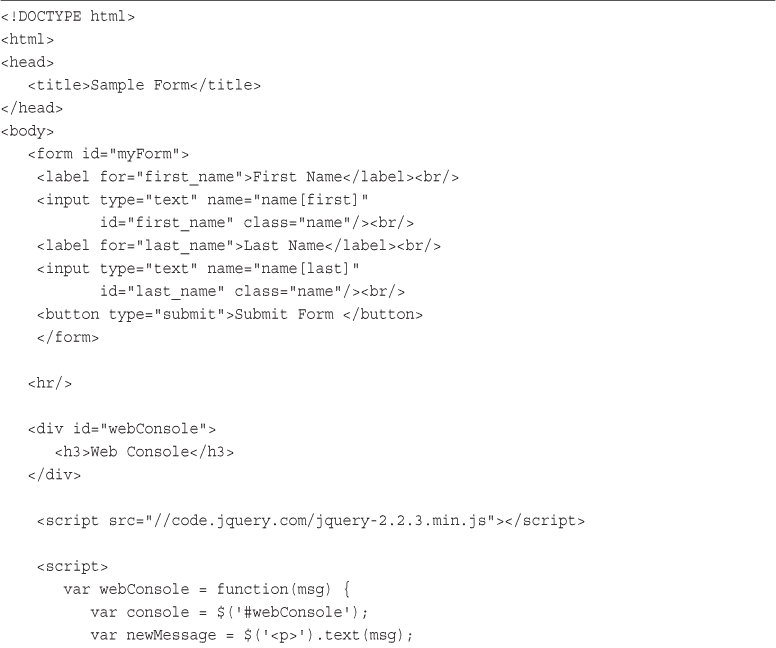 <!DOCTYPE html>
<html>
<head>
   <title>Sample Form</title>
</head>
<body>
   <form id="myForm">
    <label for="first_name">First Name</label><br/>
    <input type="text" name="name[first]"
           id="first_name" class="name"/><br/>
    <label for="last_name">Last Name</label><br/>
    <input type="text" name="name[last]"
           id="last_name" class="name"/><br/>
    <button type="submit">Submit Form </button>
    </form>

   <hr/>

   <div id="webConsole">
      <h3>Web Console</h3>
   </div>

    <script src="//code.jquery.com/jquery-2.2.3.min.js"></script>

    <script>
       var webConsole = function(msg) {
          var console = $('#webConsole');
          var newMessage = $('<p>').text(msg);